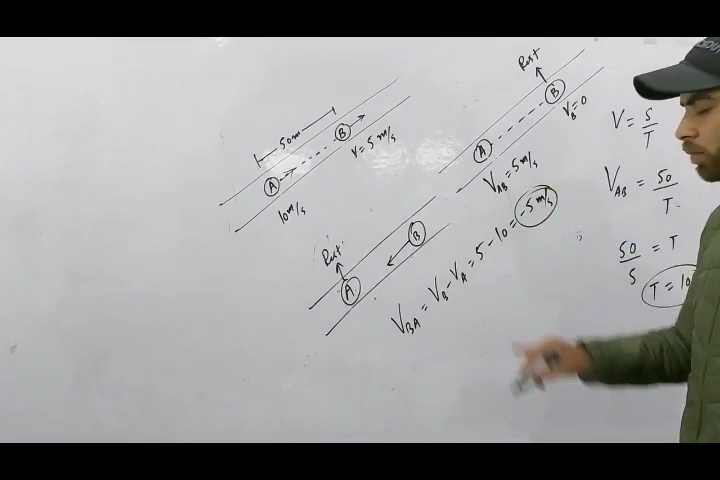 50m
A
B
V = 5 m/s
10 m/s
Rest
B
V_B = 0
A
V_AB = 5 m/s
Rest
A
B
V_BA = V_B - V_A = 5 - 10 = -5 m/s
V = S/T
V_AB = 50/T
50/5 = T
T = 10